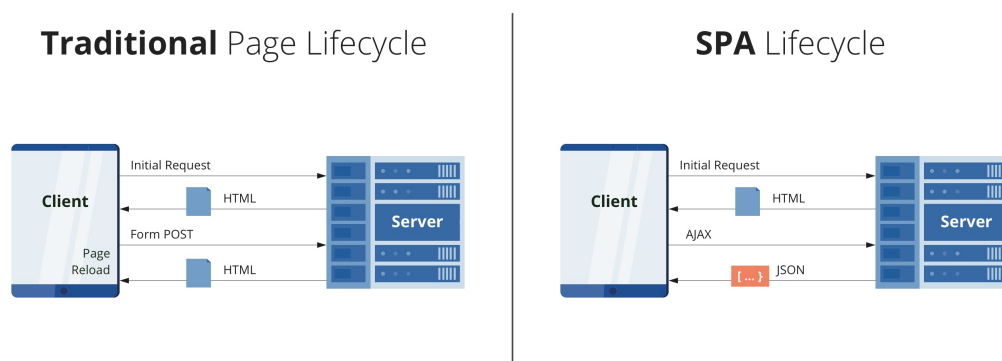 Traditional Page Lifecycle
Client
Initial Request
HTML
Form POST
Page
Reload
HTML
Server
SPA Lifecycle
Client
Initial Request
HTML
AJAX
[ ... }
JSON
Server